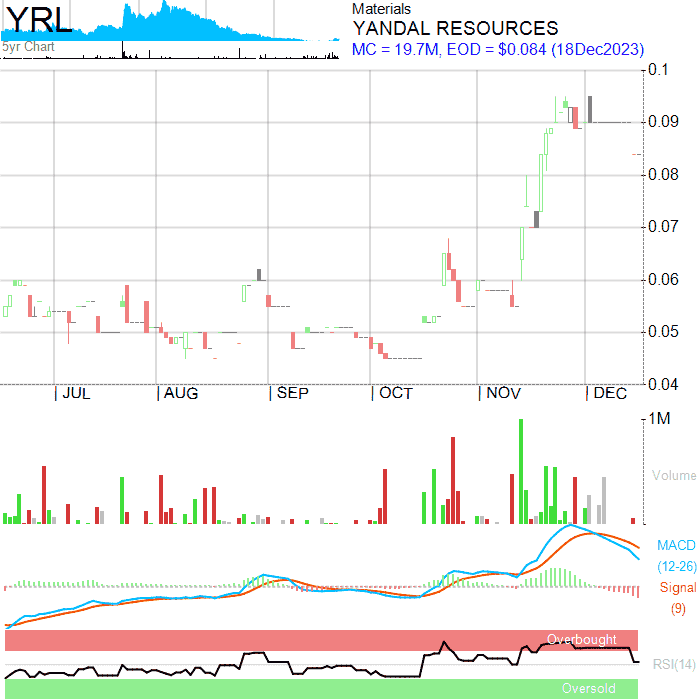 YRL
5yr Chart
Materials
YANDAL RESOURCES
MC = 19.7M, EOD = $0.084 (18Dec2023)
0.1
0.09
0.08
0.07
0.06
0.05
0.04
JUL AUG SEP OCT NOV DEC
1M
Volume
MACD
(12-26)
Signal
(9)
Overbought
RSI(14)
Oversold